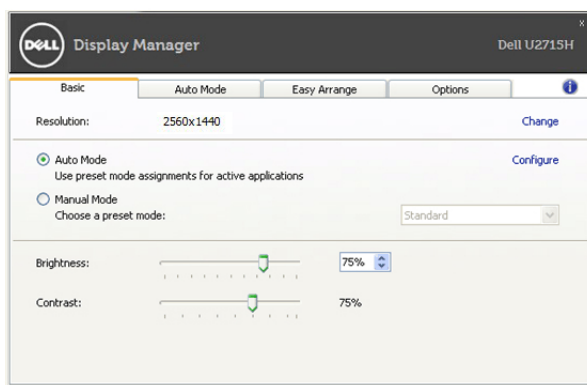 x
DELL Display Manager Dell U2715H
Basic Auto Mode Easy Arrange Options i
Resolution: 2560x1440 Change
Auto Mode Configure
Use preset mode assignments for active applications
Manual Mode
Choose a preset mode: Standard
Brightness: 75%
Contrast: 75%